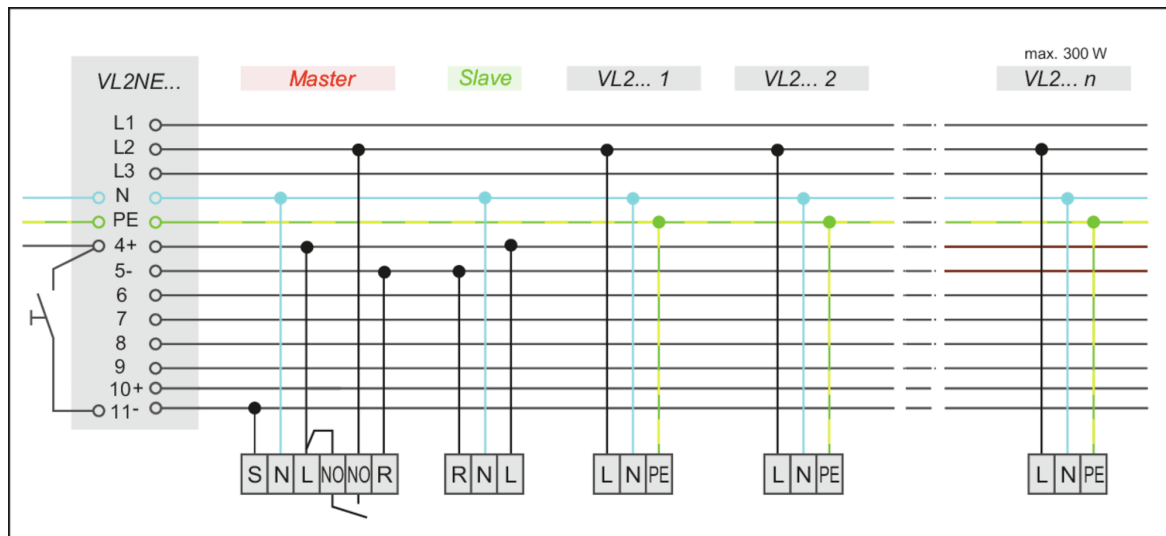 max. 300 W
VL2NE... Master Slave VL2... 1 VL2... 2 VL2... n
L1
L2
L3
N
PE
4+
5-
6
7
8
9
10+
11-
S N L NO NO R R N L L N PE L N PE L N PE